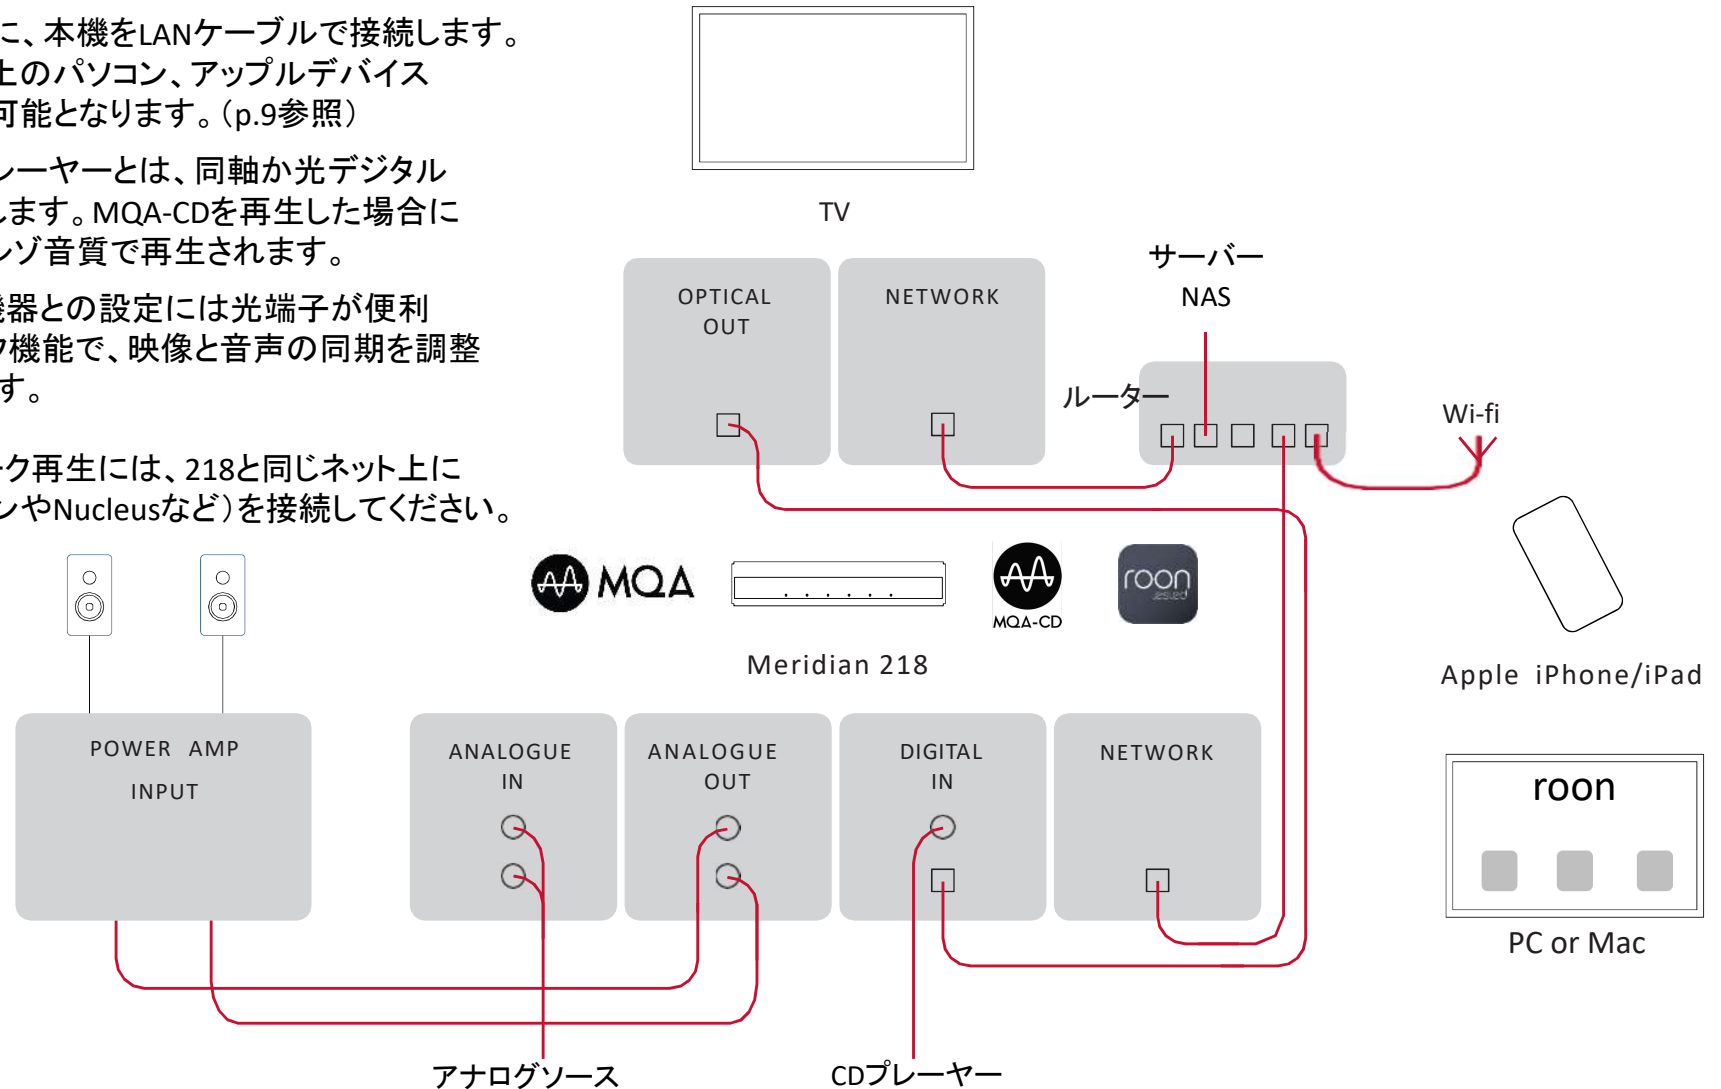 に、本機をLANケーブルで接続します。
上のパソコン、アップルデバイス
可能となります。（p.9参照）
レーヤーとは、同軸か光デジタル
します。MQA-CDを再生した場合に
レゾ音質で再生されます。
機器との設定には光端子が便利
ク機能で、映像と音声の同期を調整
す。
ーク再生には、218と同じネット上に
ンやNucleusなど）を接続してください。
TV
OPTICAL
OUT
NETWORK
サーバー
NAS
ルーター
Wi-fi
MQA
MQA-CD
roon
tested
Meridian 218
Apple iPhone/iPad
POWER AMP
INPUT
ANALOGUE
IN
ANALOGUE
OUT
DIGITAL
IN
NETWORK
roon
PC or Mac
アナログソース
CDプレーヤー